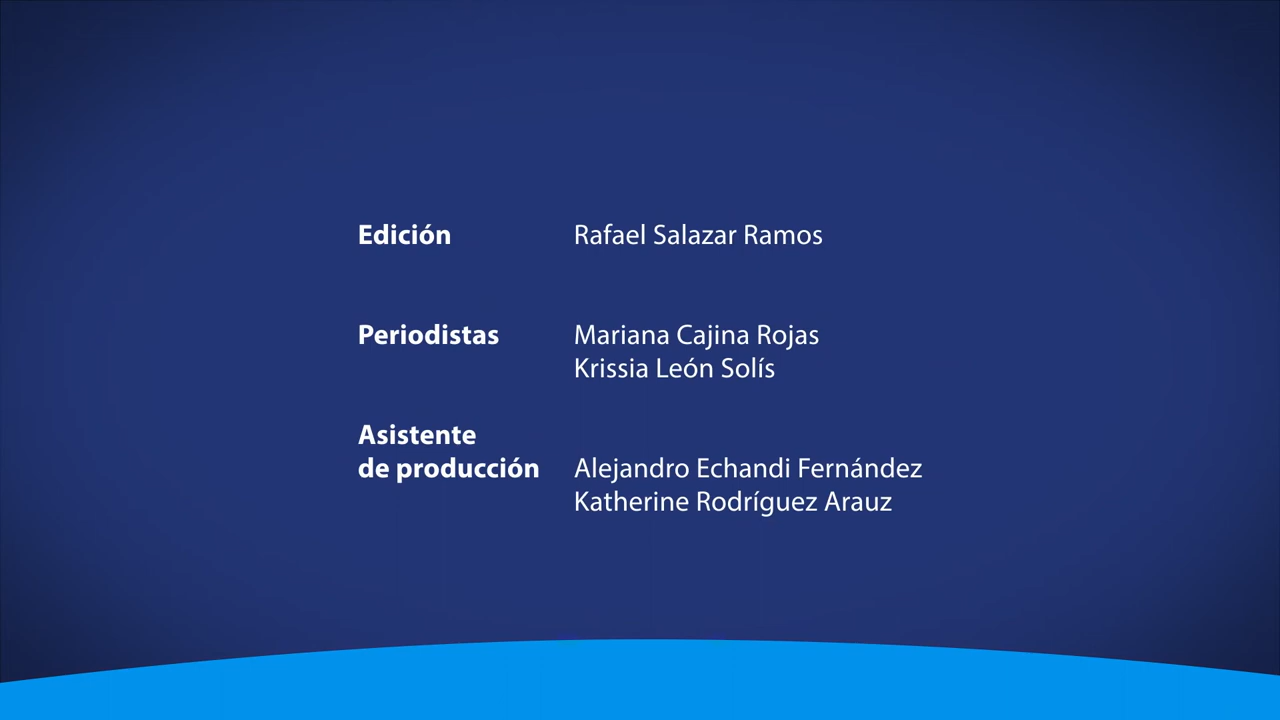 Edición Rafael Salazar Ramos
Periodistas Mariana Cajina Rojas
Krissia León Solís
Asistente
de producción Alejandro Echandi Fernández
Katherine Rodríguez Arauz